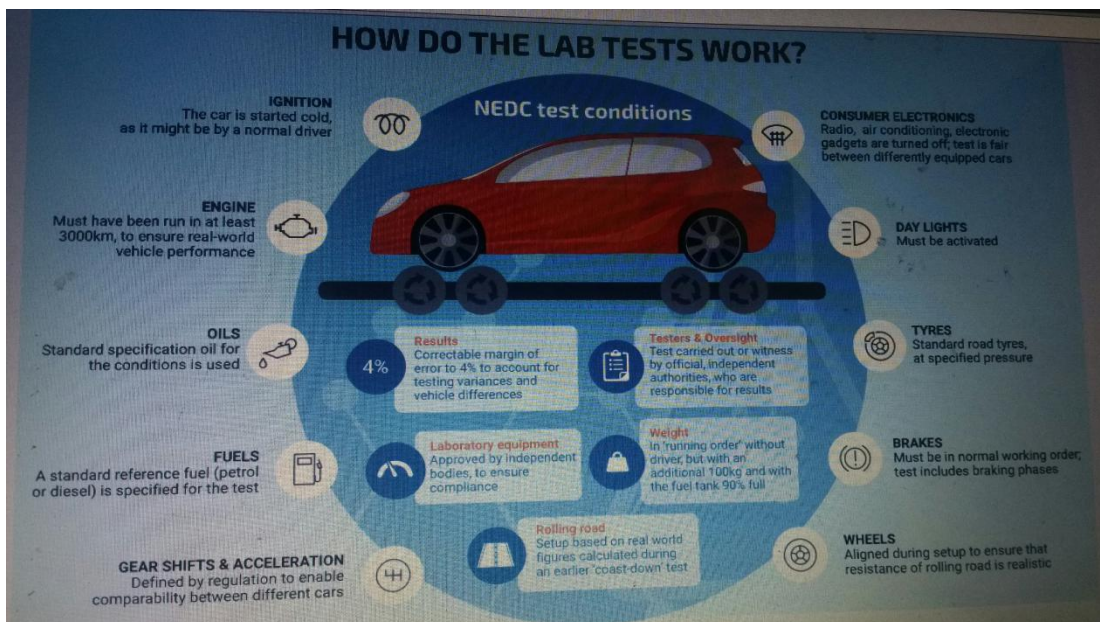 HOW DO THE LAB TESTS WORK?
NEDC test conditions
IGNITION
The car is started cold,
as it might be by a normal driver
ENGINE
Must have been run in at least
3000km, to ensure real-world
vehicle performance
OILS
Standard specification oil for
the conditions is used
FUELS
A standard reference fuel (petrol
or diesel) is specified for the test
GEAR SHIFTS & ACCELERATION
Defined by regulation to enable
comparability between different cars
4%
Results
Correctable margin of
error to 4% to account for
testing variances and
vehicle differences
Testers & Oversight
Test carried out or witness
by official, independent
authorities, who are
responsible for results
Laboratory equipment
Approved by independent
bodies, to ensure
compliance
Weight
In 'running order' without
driver, but with an
additional 100kg and with
the fuel tank 90% full
Rolling road
Setup based on real world
figures calculated during
an earlier 'coast-down' test
CONSUMER ELECTRONICS
Radio, air conditioning, electronic
gadgets are turned off; test is fair
between differently equipped cars
DAY LIGHTS
Must be activated
TYRES
Standard road tyres,
at specified pressure
BRAKES
Must be in normal working order;
test includes braking phases
WHEELS
Aligned during setup to ensure that
resistance of rolling road is realistic